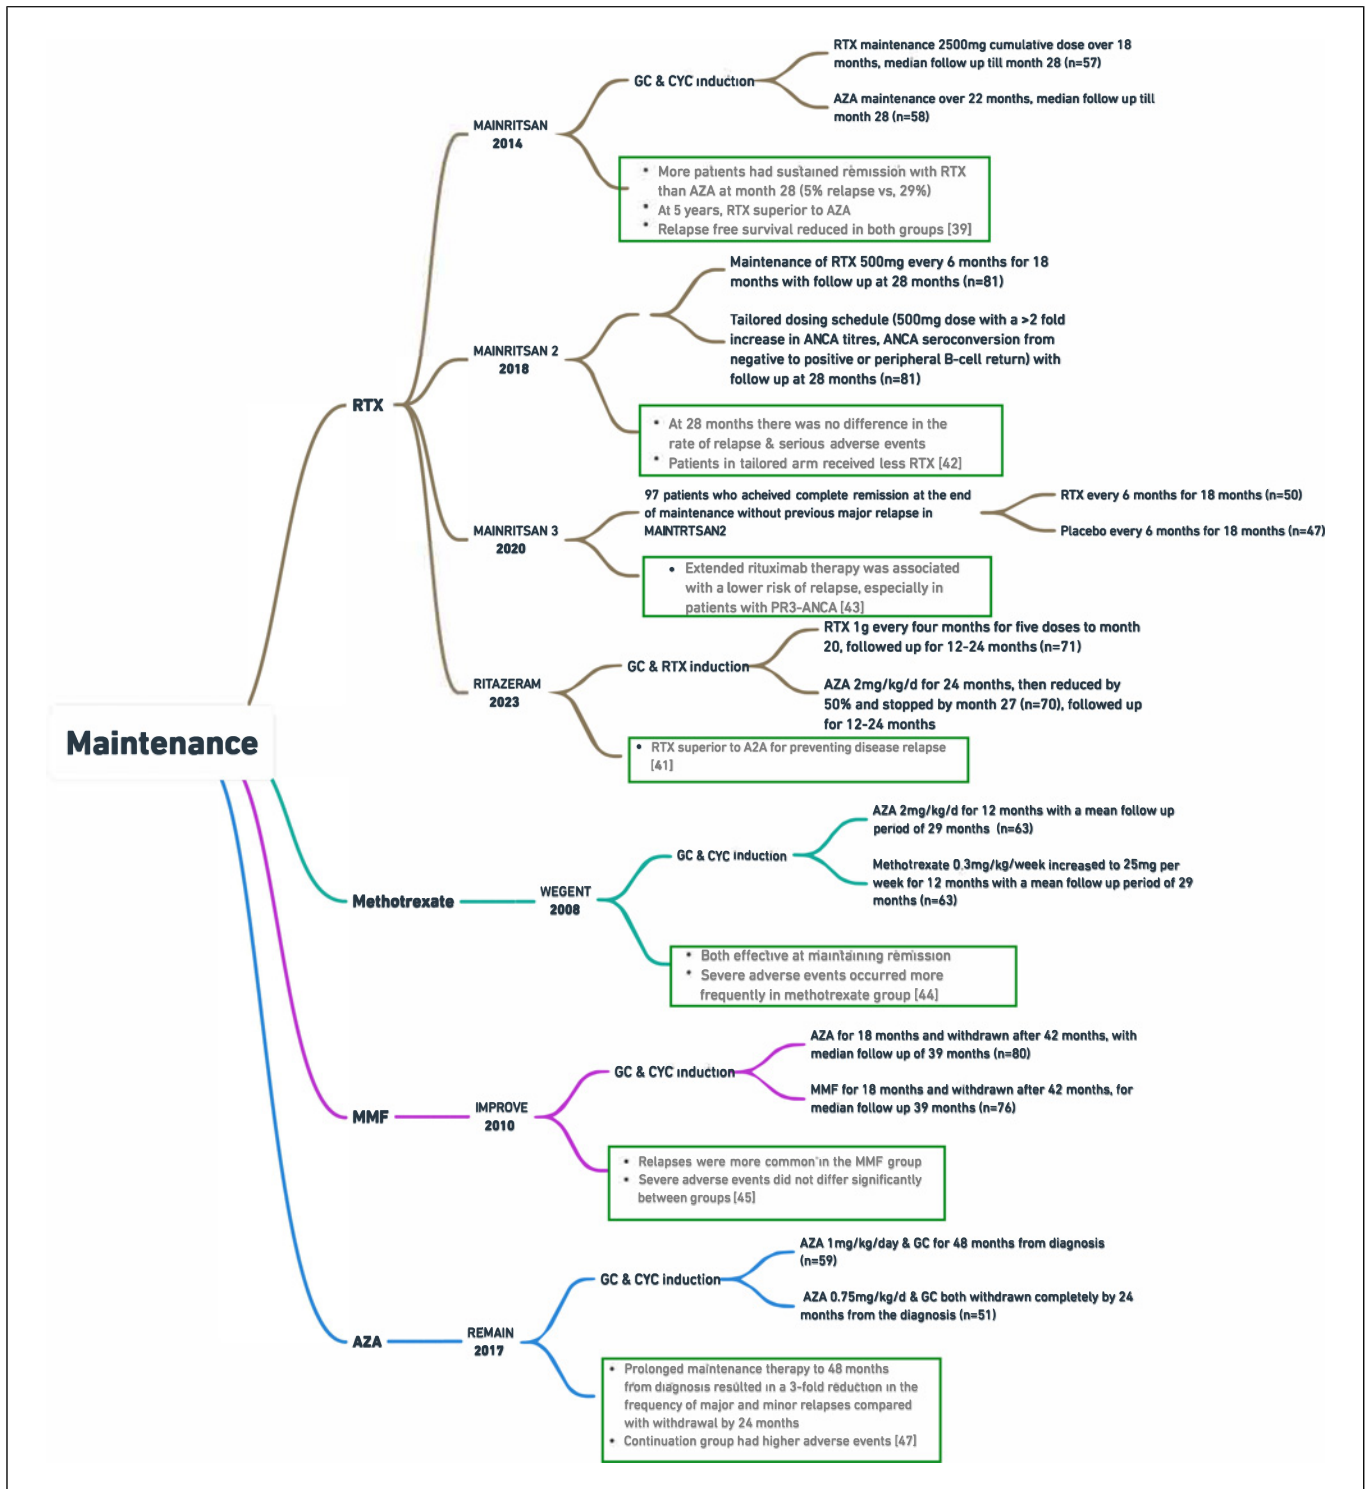 RTX maintenance 2500mg cumulative dose over 18
months, median follow up till month 28 (n=57)
GC & CYC induction
AZA maintenance over 22 months, median follow up till
month 28 (n=58)
MAINRITSAN
2014
• More patients had sustained remission with RTX
than AZA at month 28 (5% relapse vs, 29%)
• At 5 years, RTX superior to AZA
• Relapse free survival reduced in both groups [39]
Maintenance of RTX 500mg every 6 months for 18
months with follow up at 28 months (n=81)
Tailored dosing schedule (500mg dose with a >2 fold
increase in ANCA titres, ANCA seroconversion from
negative to positive or peripheral B-cell return) with
follow up at 28 months (n=81)
MAINRITSAN 2
2018
RTX
• At 28 months there was no difference in the
rate of relapse & serious adverse events
• Patients in tailored arm received less RTX [42]
97 patients who acheived complete remission at the end
of maintenance without previous major relapse in
MAINTRTSAN2
RTX every 6 months for 18 months (n=50)
Placebo every 6 months for 18 months (n=47)
MAINRITSAN 3
2020
• Extended rituximab therapy was associated
with a lower risk of relapse, especially in
patients with PR3-ANCA [43]
RTX 1g every four months for five doses to month
20, followed up for 12-24 months (n=71)
GC & RTX induction
AZA 2mg/kg/d for 24 months, then reduced by
50% and stopped by month 27 (n=70), followed up
for 12-24 months
RITAZERAM
2023
• RTX superior to A2A for preventing disease relapse
[41]
Maintenance
AZA 2mg/kg/d for 12 months with a mean follow up
period of 29 months (n=63)
GC & CYC induction
Methotrexate 0.3mg/kg/week increased to 25mg per
week for 12 months with a mean follow up period of 29
months (n=63)
Methotrexate
WEGENT
2008
• Both effective at maintaining remission
• Severe adverse events occurred more
frequently in methotrexate group [44]
AZA for 18 months and withdrawn after 42 months, with
median follow up of 39 months (n=80)
GC & CYC induction
MMF for 18 months and withdrawn after 42 months, for
median follow up 39 months (n=76)
MMF
IMPROVE
2010
• Relapses were more common in the MMF group
• Severe adverse events did not differ significantly
between groups [45]
AZA 1mg/kg/day & GC for 48 months from diagnosis
(n=59)
GC & CYC induction
AZA 0.75mg/kg/d & GC both withdrawn completely by 24
months from the diagnosis (n=51)
AZA
REMAIN
2017
• Prolonged maintenance therapy to 48 months
from diagnosis resulted in a 3-fold reduction in the
frequency of major and minor relapses compared
with withdrawal by 24 months
• Continuation group had higher adverse events [47]